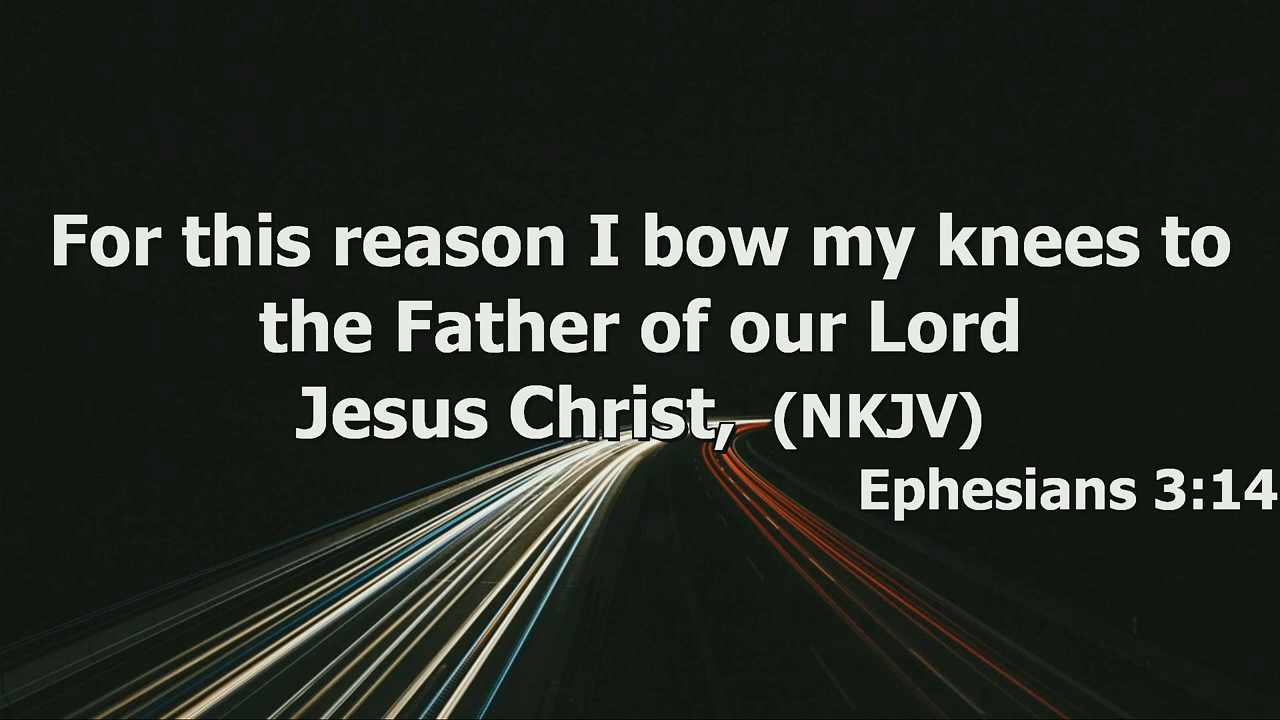 For this reason I bow my knees to
the Father of our Lord
Jesus Christ, (NKJV)
Ephesians 3:14